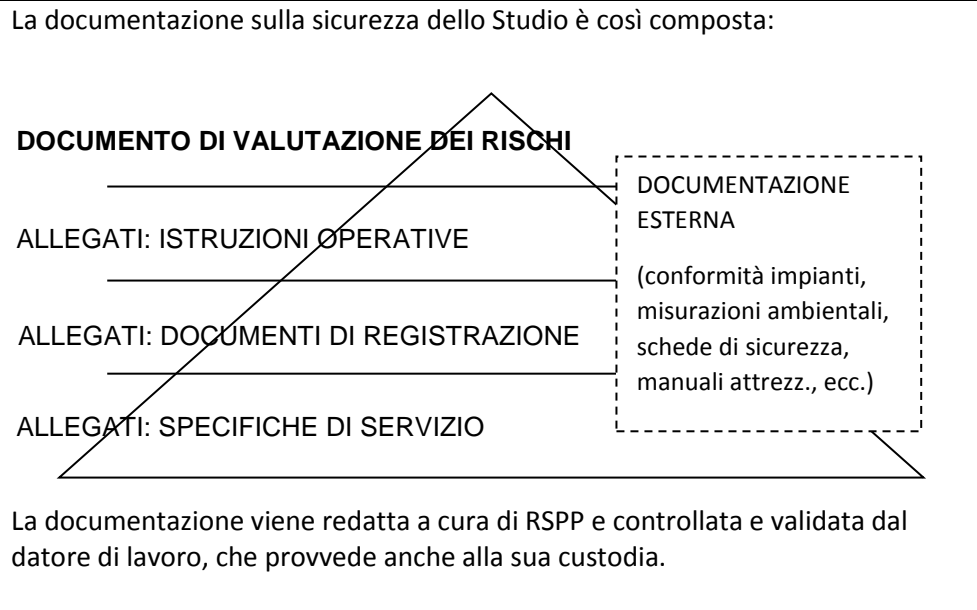 La documentazione sulla sicurezza dello Studio è così composta:
DOCUMENTO DI VALUTAZIONE DEI RISCHI
ALLEGATI: ISTRUZIONI OPERATIVE
ALLEGATI: DOCUMENTI DI REGISTRAZIONE
ALLEGATI: SPECIFICHE DI SERVIZIO
DOCUMENTAZIONE
ESTERNA
(conformità impianti,
misurazioni ambientali,
schede di sicurezza,
manuali attrezz., ecc.)
La documentazione viene redatta a cura di RSPP e controllata e validata dal
datore di lavoro, che provvede anche alla sua custodia.